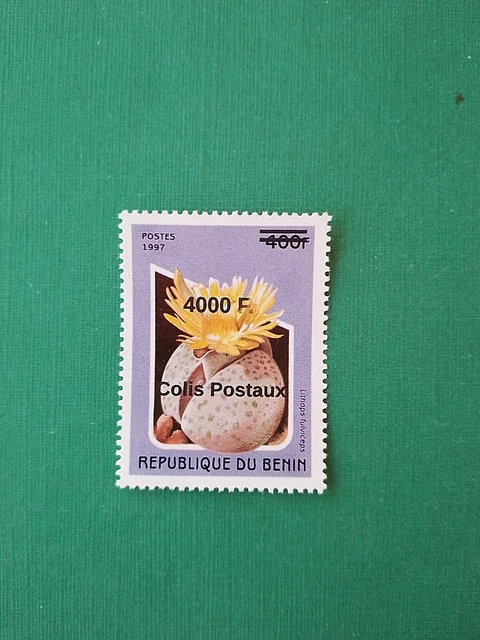 POSTES
1997
400F
4000 F.
Colis Postaux
Lithops fulviceps
REPUBLIQUE DU BENIN